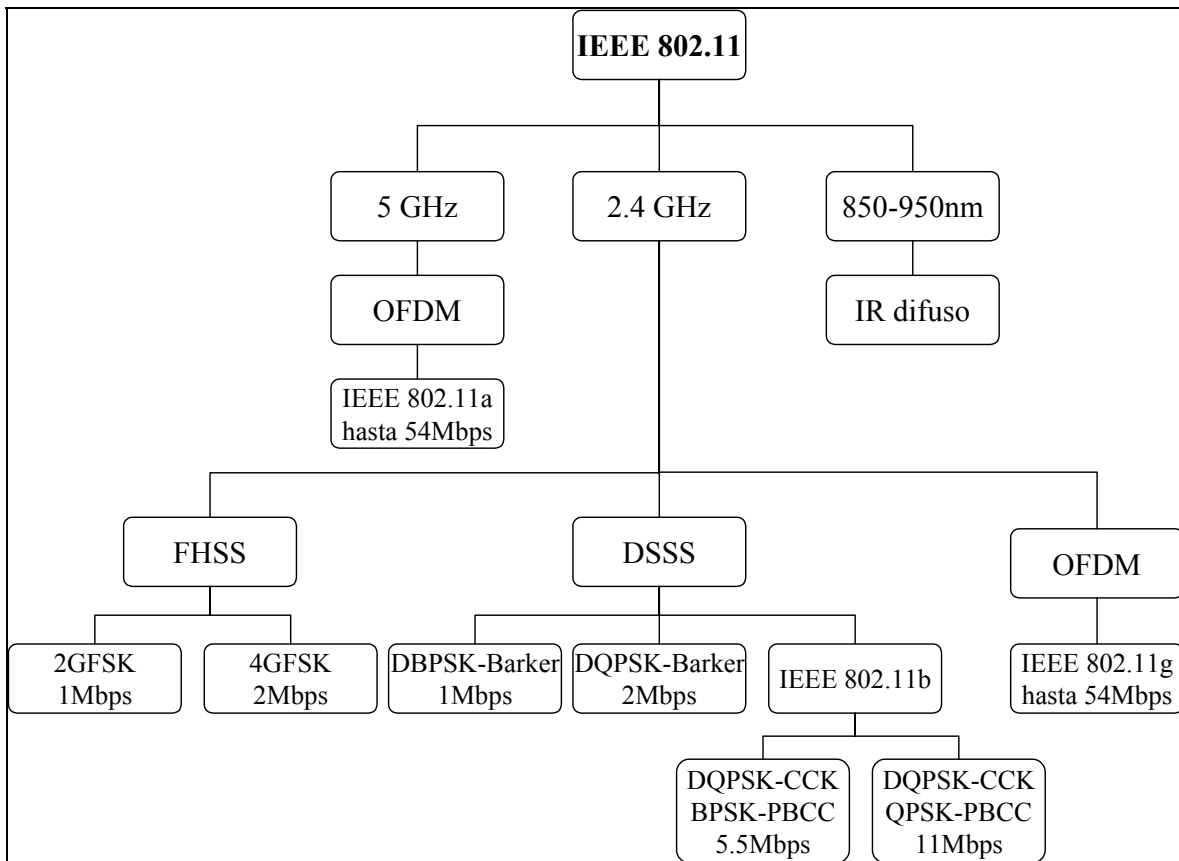 IEEE 802.11
5 GHz
2.4 GHz
850-950nm
OFDM
IR difuso
IEEE 802.11a
hasta 54Mbps
FHSS
DSSS
OFDM
2GFSK
1Mbps
4GFSK
2Mbps
DBPSK-Barker
1Mbps
DQPSK-Barker
2Mbps
IEEE 802.11b
IEEE 802.11g
hasta 54Mbps
DQPSK-CCK
BPSK-PBCC
5.5Mbps
DQPSK-CCK
QPSK-PBCC
11Mbps